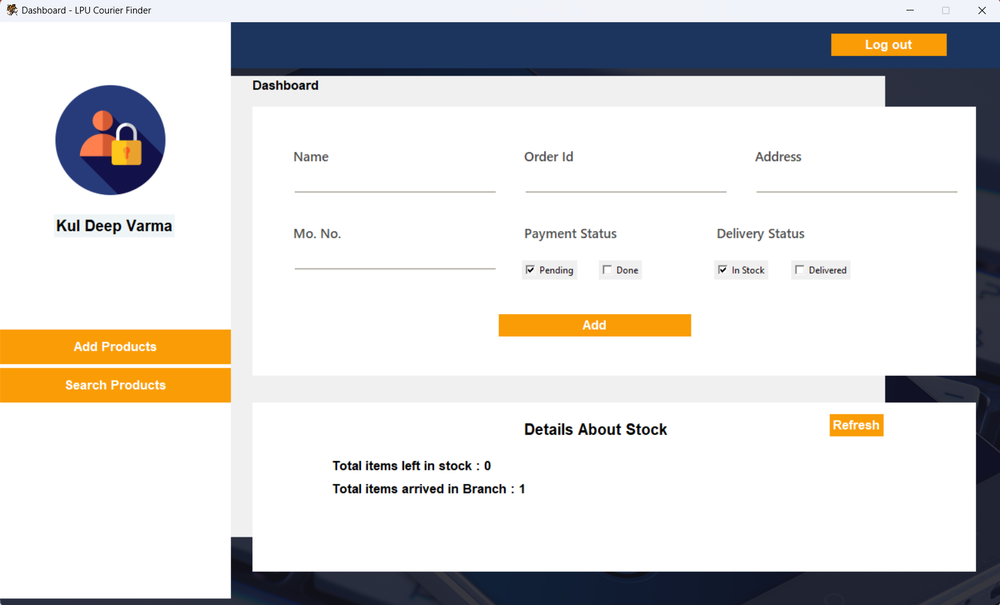 Dashboard - LPU Courier Finder
Log out
Dashboard
Kul Deep Varma
Add Products
Search Products
Name
Order Id
Address
Mo. No.
Payment Status
Delivery Status
Pending
Done
In Stock
Delivered
Add
Details About Stock
Refresh
Total items left in stock : 0
Total items arrived in Branch : 1